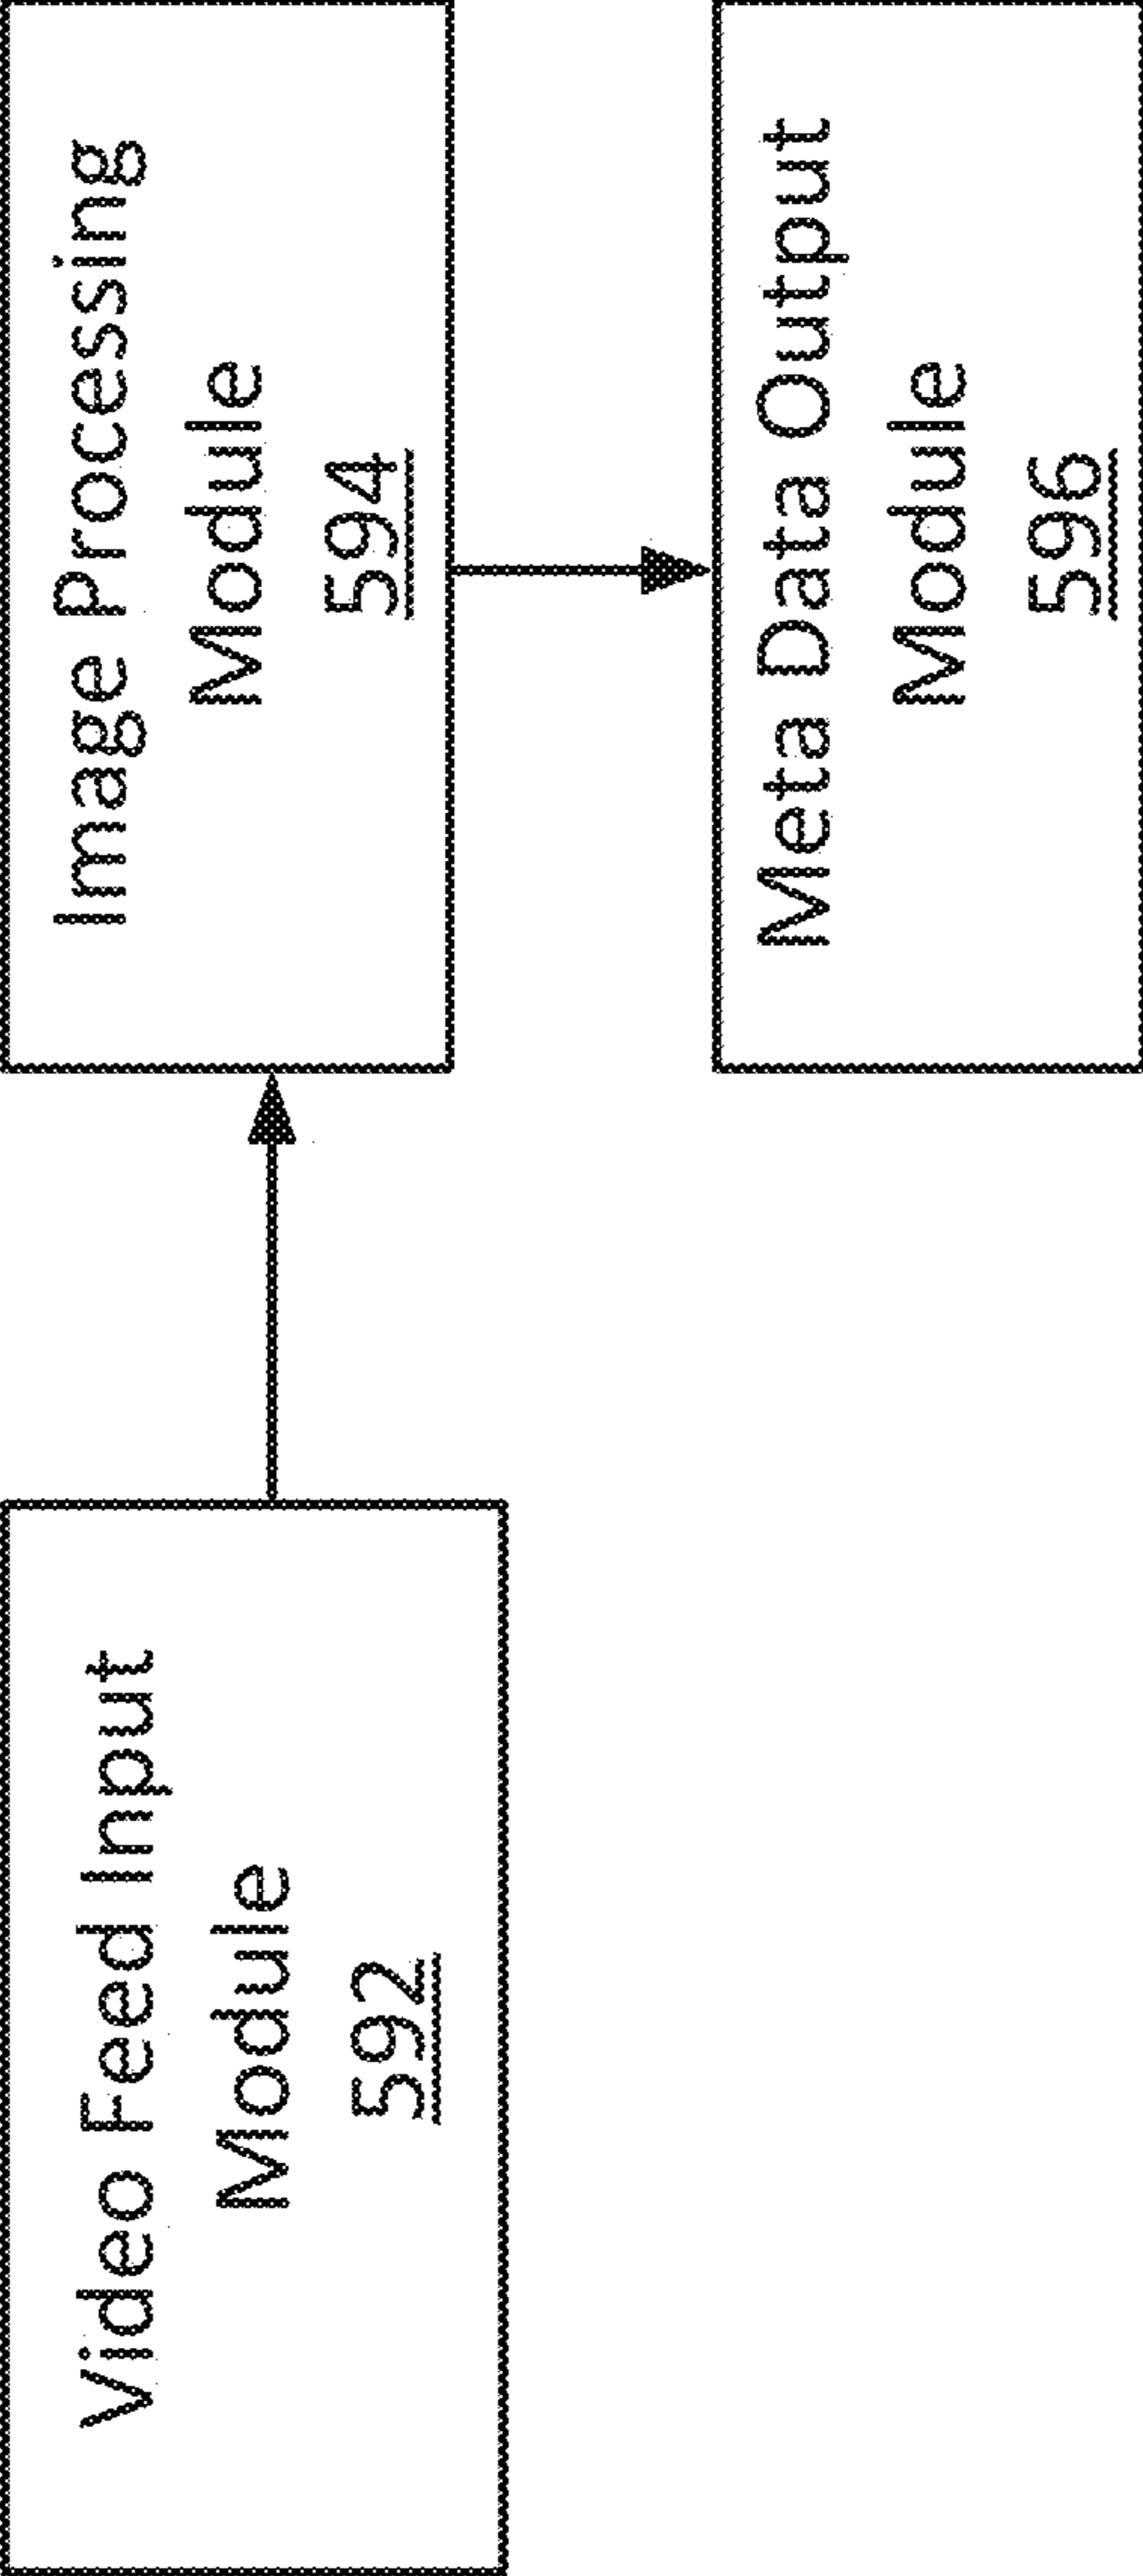 Video Feed Input
Module
592
Image Processing
Module
594
Meta Data Output
Module
596